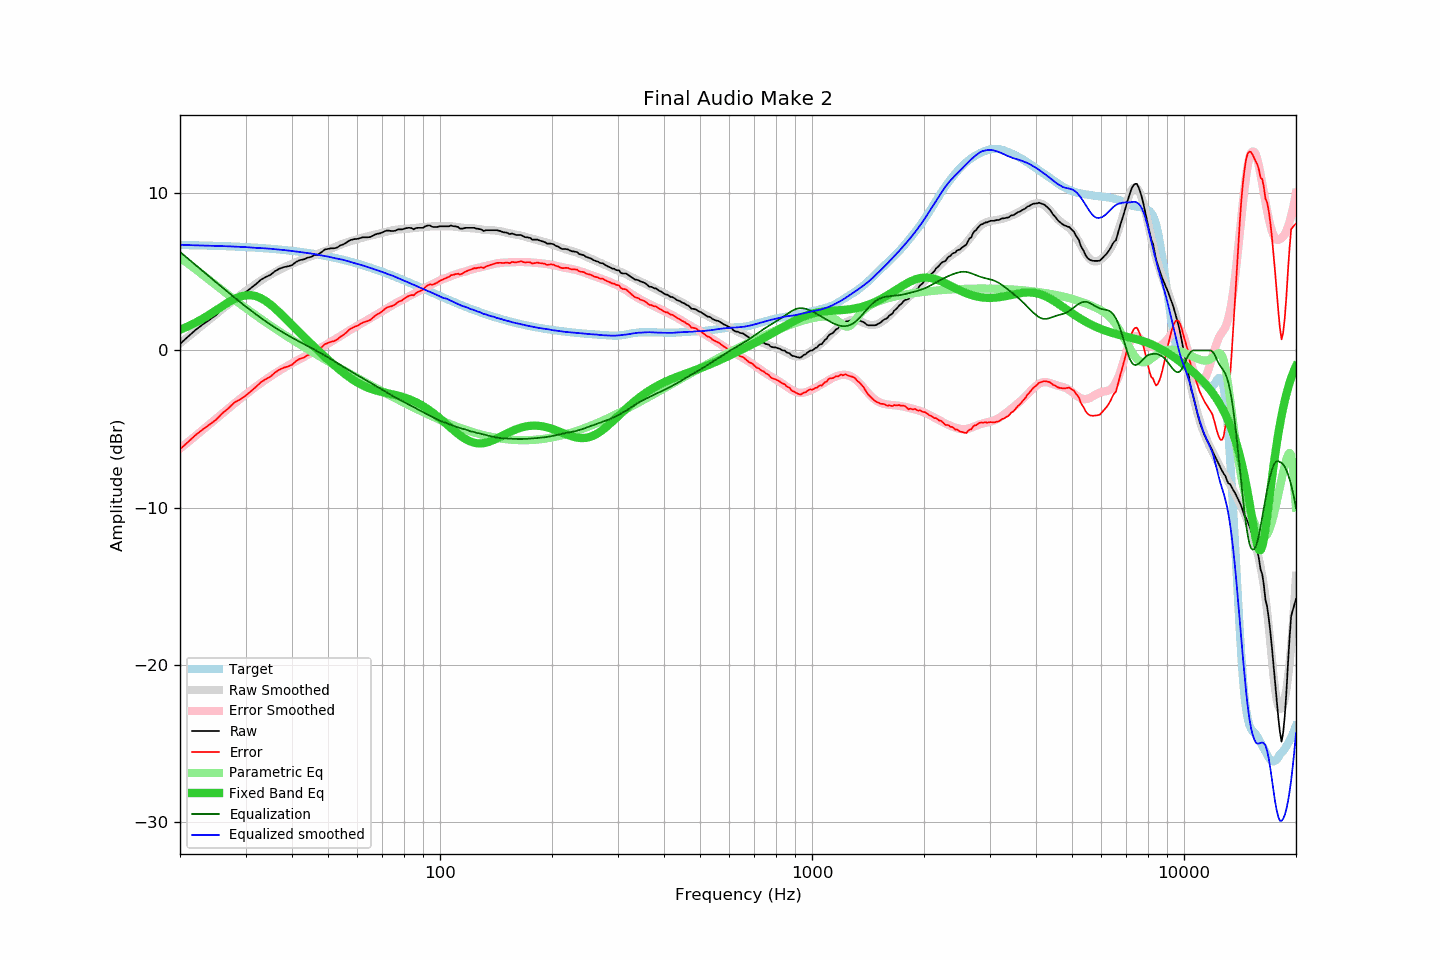 Final Audio Make 2
Amplitude (dBr)
10
0
−10
−20
−30
Target
Raw Smoothed
Error Smoothed
Raw
Error
Parametric Eq
Fixed Band Eq
Equalization
Equalized smoothed
100
1000
10000
Frequency (Hz)